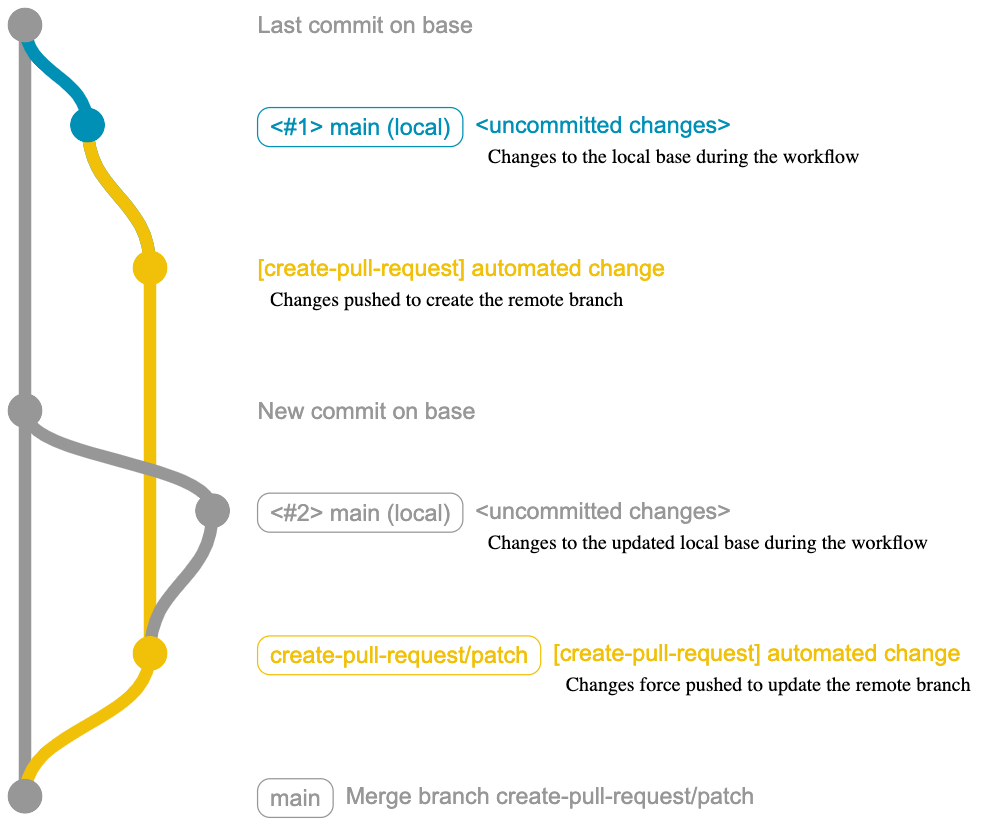 Last commit on base
<#1> main (local) <uncommitted changes>
Changes to the local base during the workflow
[create-pull-request] automated change
Changes pushed to create the remote branch
New commit on base
<#2> main (local) <uncommitted changes>
Changes to the updated local base during the workflow
create-pull-request/patch [create-pull-request] automated change
Changes force pushed to update the remote branch
main Merge branch create-pull-request/patch